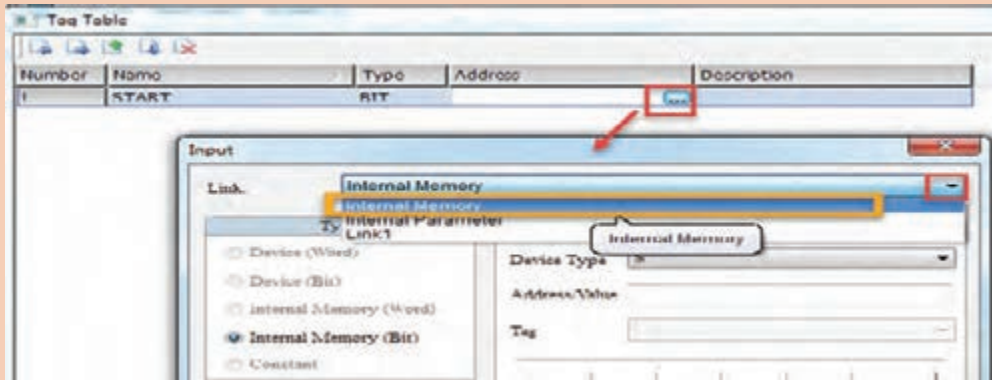 Tag Table
Number Name Type Address Description
1 START BIT ...
Input
Link. Internal Memory
Internal Memory
Ty Internal Parameter
Link1
Internal Memory
Device (Word)
Device Type
Device (Bit)
Address/Value
Internal Memory (Word)
Tag
Internal Memory (Bit)
Constant